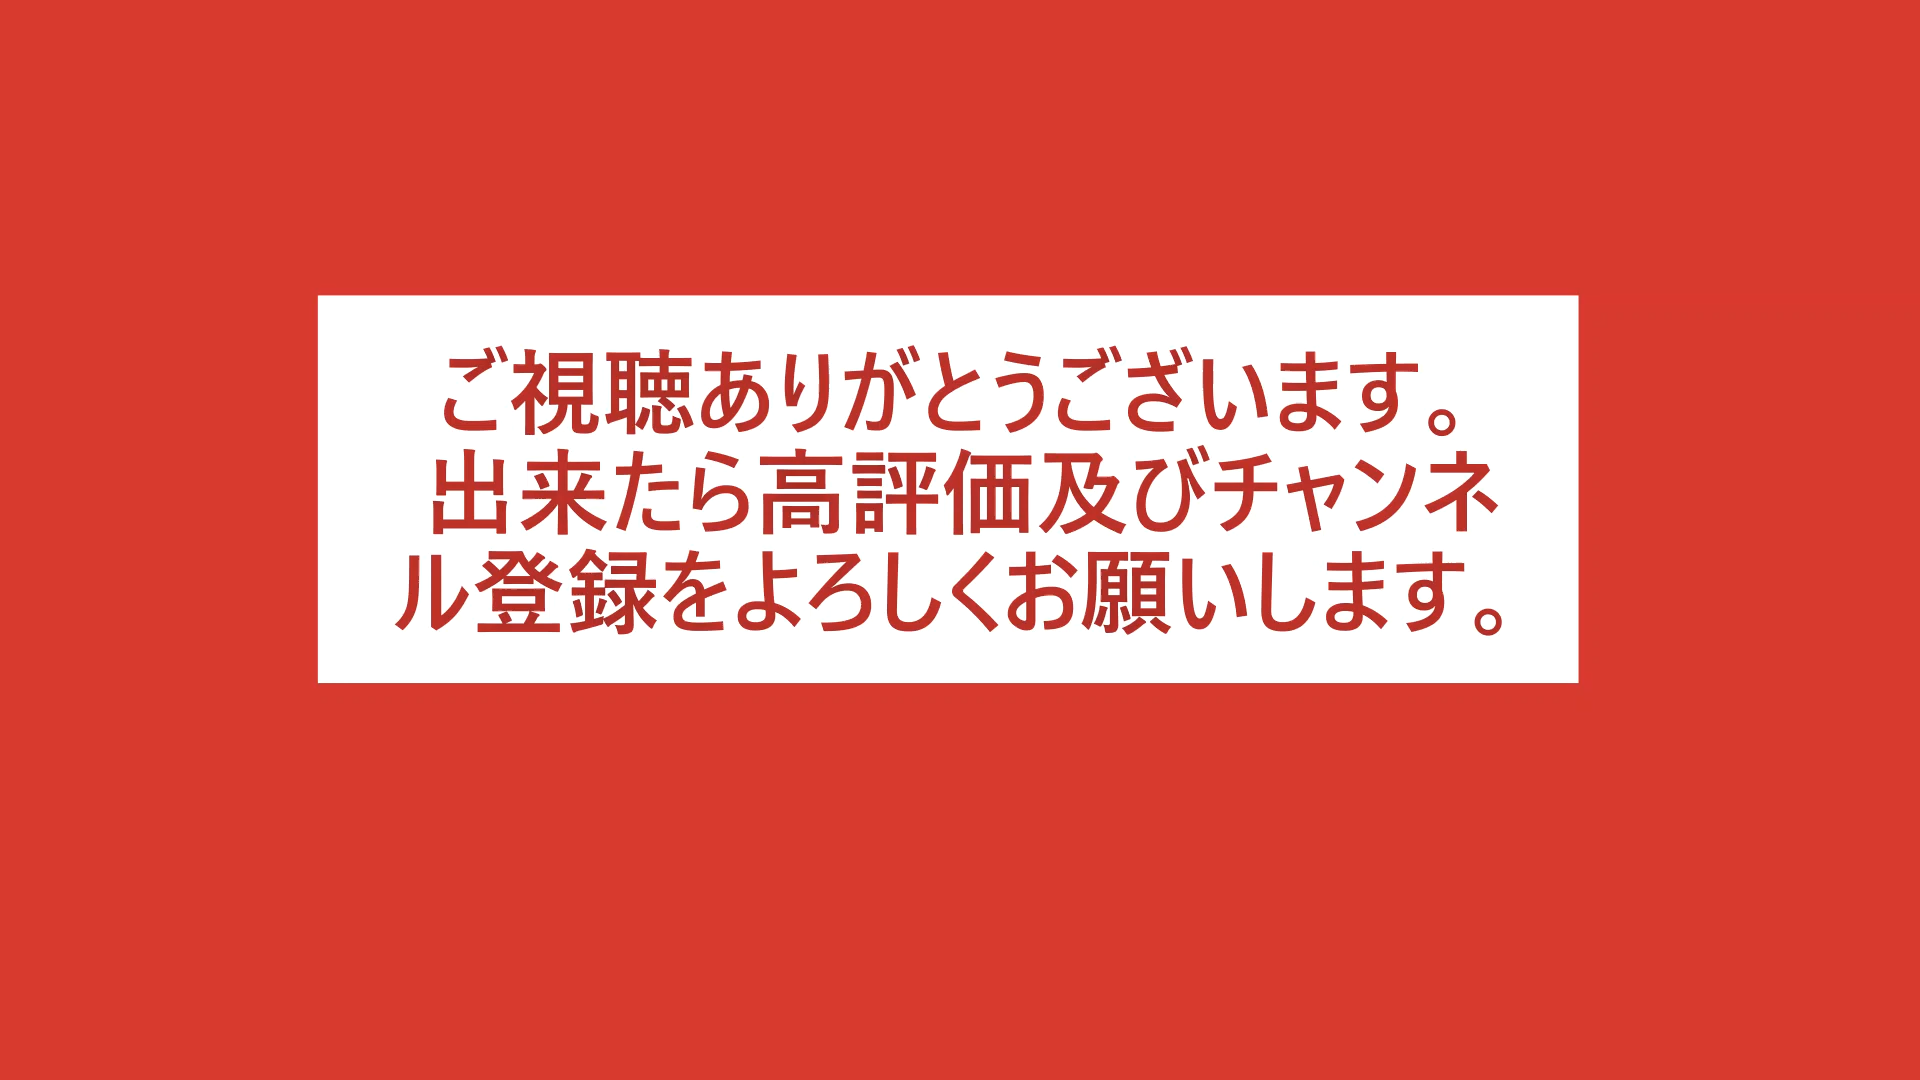 ご視聴ありがとうございます。
出来たら高評価及びチャンネ
ル登録をよろしくお願いします。